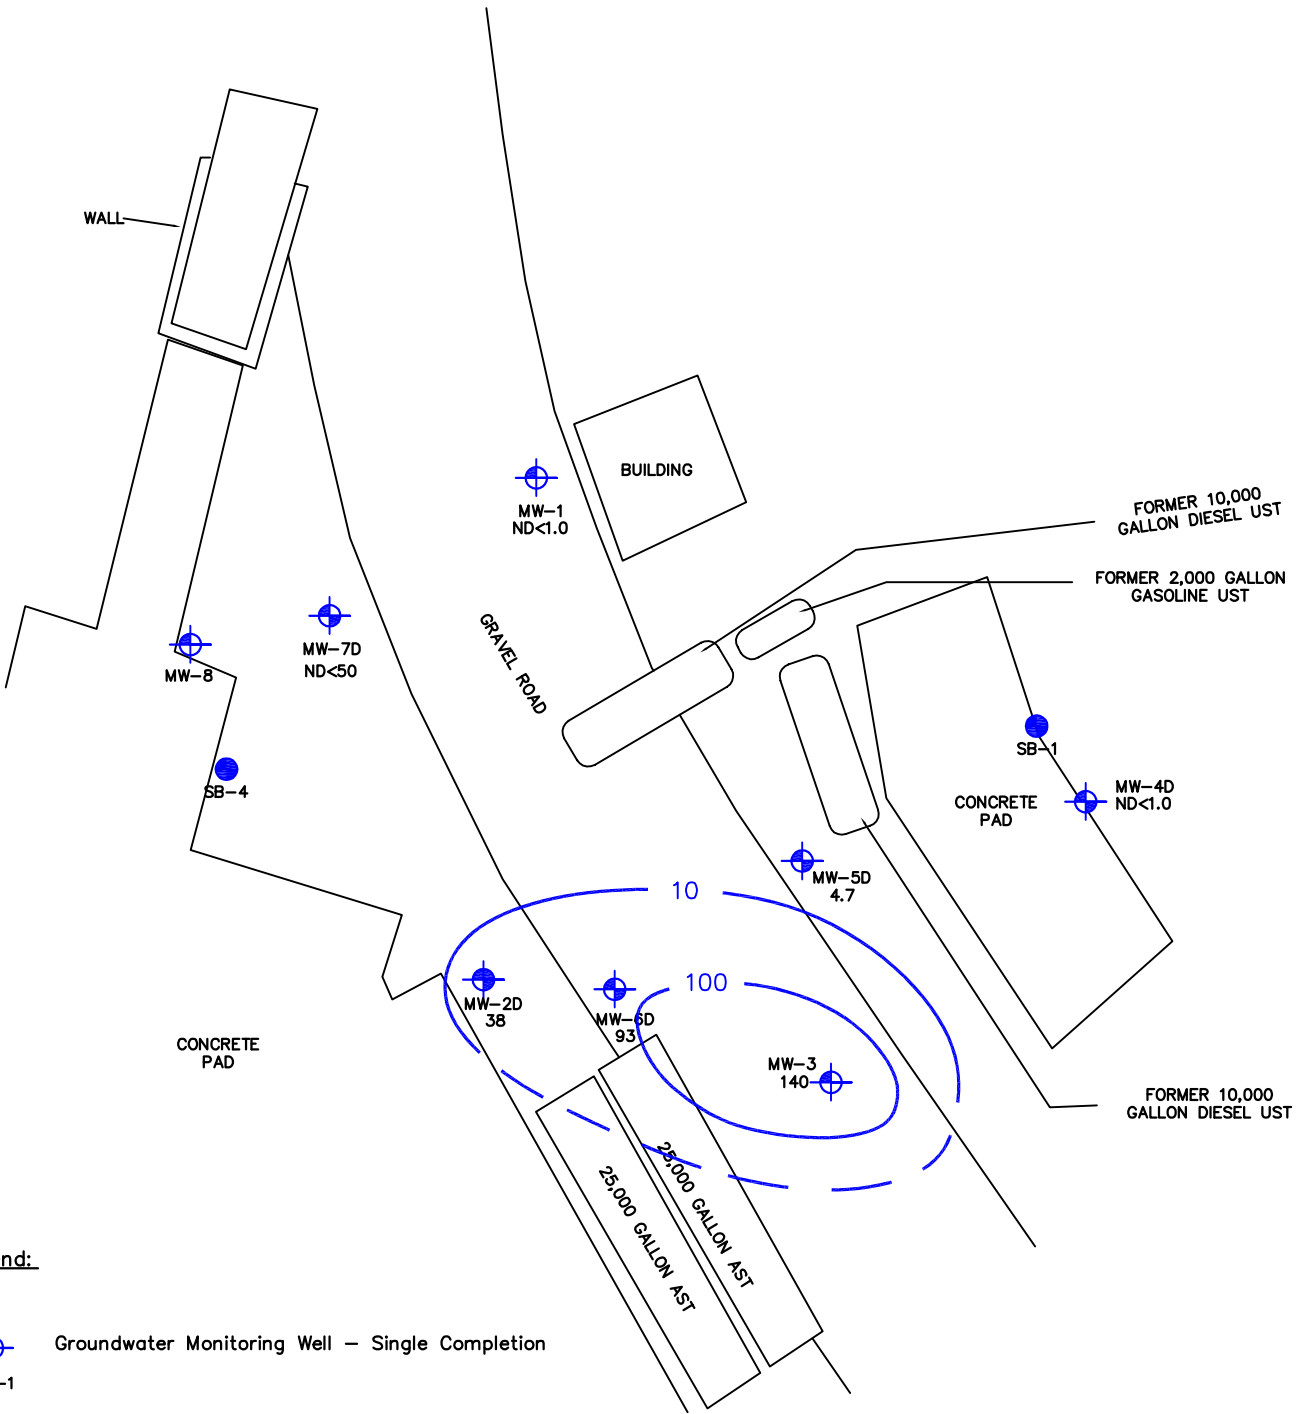 WALL
BUILDING
MW-1
ND<1.0
FORMER 10,000
GALLON DIESEL UST
FORMER 2,000 GALLON
GASOLINE UST
GRAVEL ROAD
MW-7D
ND<50
MW-8
SB-4
SB-1
CONCRETE
PAD
MW-4D
ND<1.0
MW-5D
4.7
10
100
MW-2D
38
MW-6D
93
MW-3
140
CONCRETE
PAD
FORMER 10,000
GALLON DIESEL UST
25,000 GALLON AST
25,000 GALLON AST
nd:
Groundwater Monitoring Well – Single Completion
-1